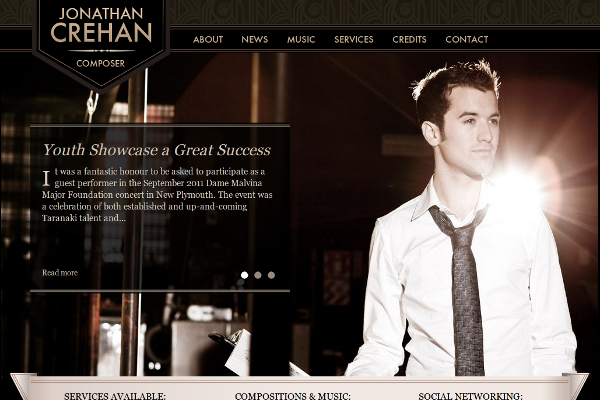 JONATHAN
CREHAN
COMPOSER
ABOUT NEWS MUSIC SERVICES CREDITS CONTACT
Youth Showcase a Great Success
It was a fantastic honour to be asked to participate as a
guest performer in the September 2011 Dame Malvina
Major Foundation concert in New Plymouth. The event was
a celebration of both established and up-and-coming
Taranaki talent and...
Read more
SERVICES AVAILABLE: COMPOSITIONS & MUSIC: SOCIAL NETWORKING: